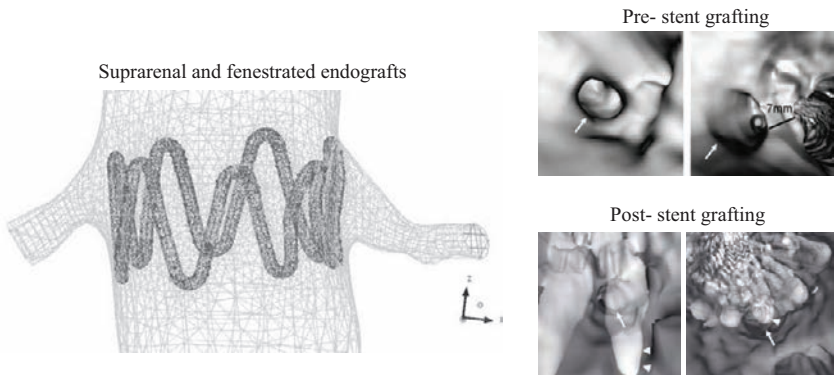 Pre- stent grafting
Suprarenal and fenestrated endografts
7mm
Post- stent grafting
z
x